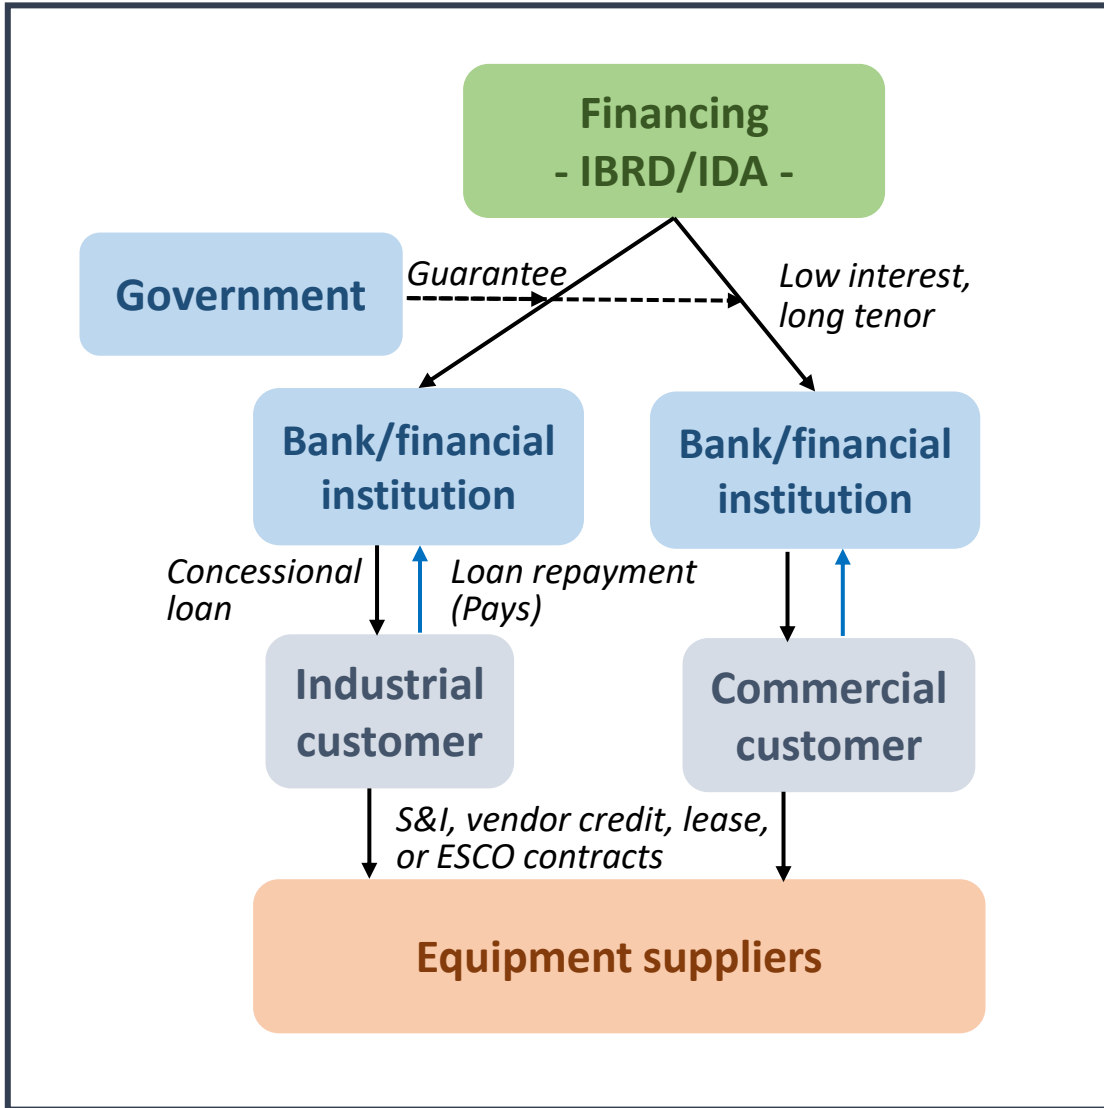 Financing
- IBRD/IDA -
Government
Guarantee
Low interest,
long tenor
Bank/financial
institution
Bank/financial
institution
Concessional
loan
Loan repayment
(Pays)
Industrial
customer
Commercial
customer
S&I, vendor credit, lease,
or ESCO contracts
Equipment suppliers